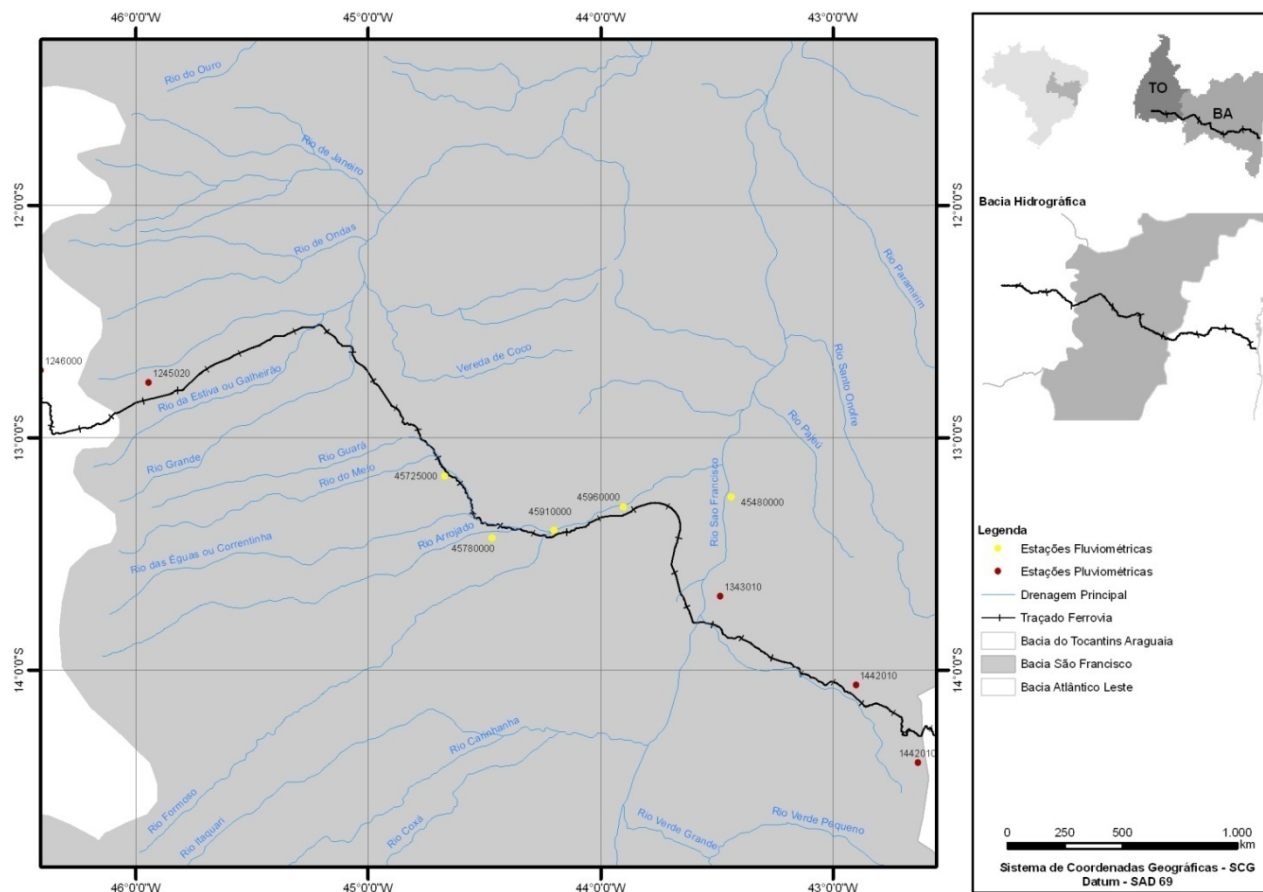 46°0'0"W
45°0'0"W
44°0'0"W
43°0'0"W
12°0'0"S
13°0'0"S
14°0'0"S
Rio do Ouro
Rio de Janeiro
Rio de Ondas
Rio Paramirim
1246000
1245020
Rio da Estiva ou Galheirão
Vereda de Coco
Rio Santo Onofre
Rio Pajeú
Rio Grande
Rio Guará
Rio do Meio
45725000
45960000
45910000
45480000
Rio Sao Francisco
Rio Arrojado
45780000
Rio das Éguas ou Correntinha
1343010
1442010
1442010
Rio Carinhanha
Rio Formoso
Rio Itaquari
Rio Coxá
Rio Verde Grande
Rio Verde Pequeno
12°0'0"S
13°0'0"S
14°0'0"S
46°0'0"W
45°0'0"W
44°0'0"W
43°0'0"W
TO
BA
Bacia Hidrográfica
Legenda
Estações Fluviométricas
Estações Pluviométricas
Drenagem Principal
Traçado Ferrovia
Bacia do Tocantins Araguaia
Bacia São Francisco
Bacia Atlântico Leste
0 250 500 1.000
km
Sistema de Coordenadas Geográficas - SCG
Datum - SAD 69